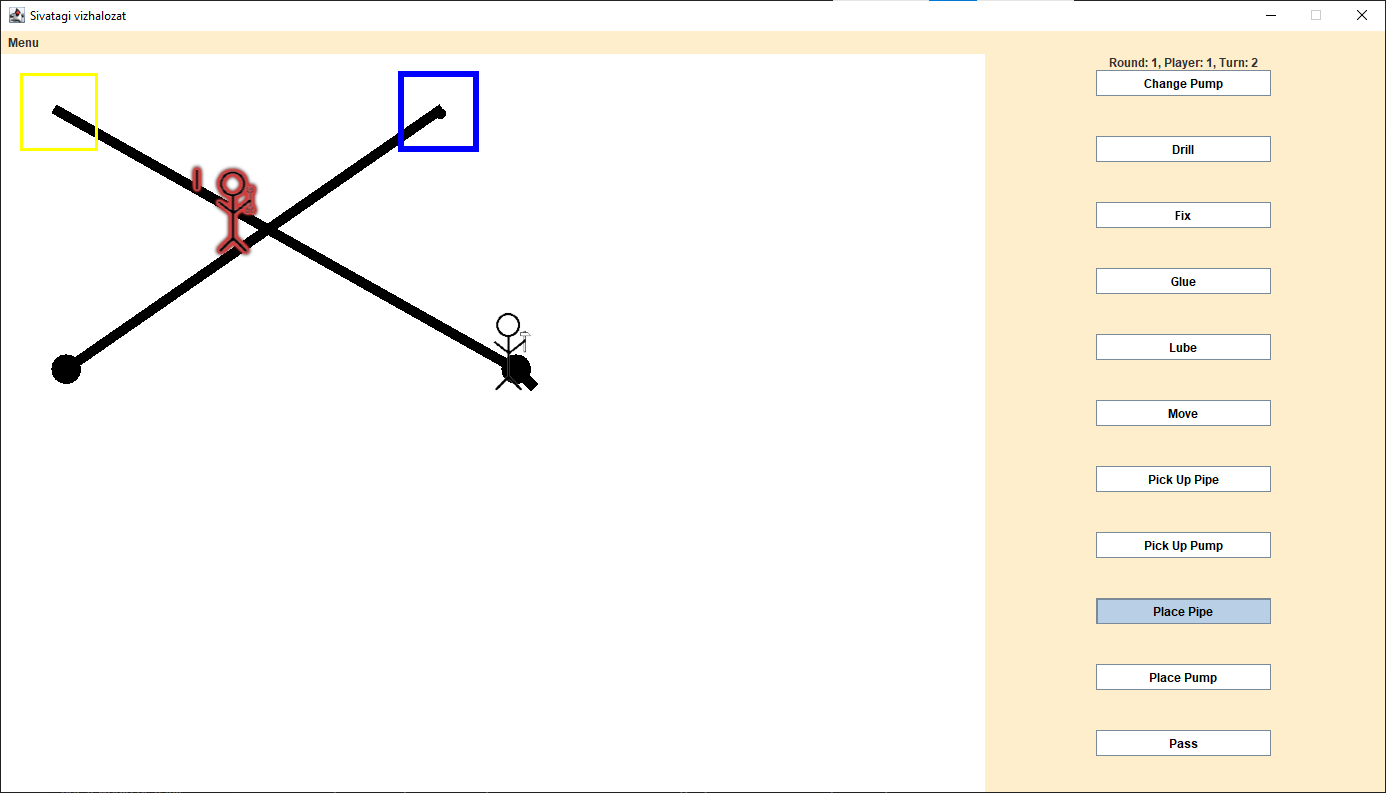 Sivatagi vizhalozat
Menu
Round: 1, Player: 1, Turn: 2
Change Pump
Drill
Fix
Glue
Lube
Move
Pick Up Pipe
Pick Up Pump
Place Pipe
Place Pump
Pass